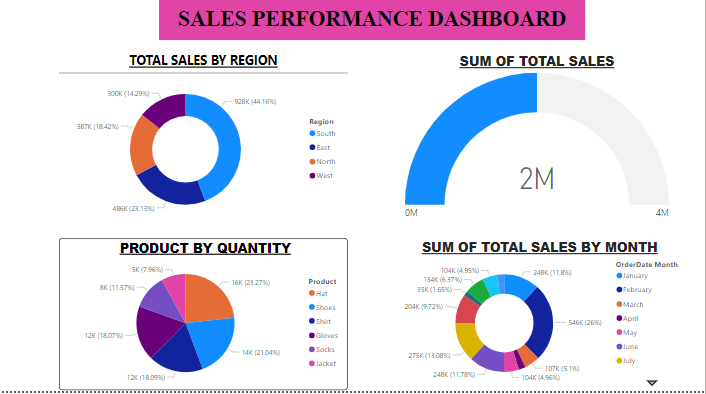 SALES PERFORMANCE DASHBOARD
TOTAL SALES BY REGION
300K (14.29%)
928K (44.16%)
387K (18.42%)
486K (23.13%)
Region
South
East
North
West
SUM OF TOTAL SALES
2M
0M
4M
PRODUCT BY QUANTITY
5K (7.96%)
16K (23.27%)
8K (11.57%)
12K (18.07%)
14K (21.04%)
12K (18.09%)
Product
Hat
Shoes
Shirt
Gloves
Socks
Jacket
SUM OF TOTAL SALES BY MONTH
104K (4.95%)
248K (11.8%)
134K (6.37%)
35K (1.65%)
204K (9.72%)
546K (26%)
275K (13.08%)
107K (5.1%)
248K (11.78%)
104K (4.96%)
OrderDate Month
January
February
March
April
May
June
July